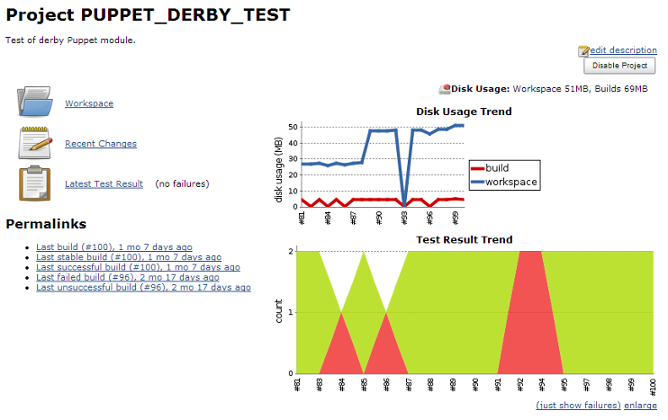 Project PUPPET_DERBY_TEST
Test of derby Puppet module.
edit description
Disable Project
Disk Usage: Workspace 51MB, Builds 69MB
Workspace
Recent Changes
Latest Test Result (no failures)
Permalinks
Last build (#100), 1 mo 7 days ago
Last stable build (#100), 1 mo 7 days ago
Last successful build (#100), 1 mo 7 days ago
Last failed build (#96), 2 mo 17 days ago
Last unsuccessful build (#96), 2 mo 17 days ago
Disk Usage Trend
disk usage (MB)
50
40
30
20
10
0
#81 #84 #87 #90 #93 #96 #99
build
workspace
Test Result Trend
count
2
1
0
#81 #83 #84 #85 #86 #87 #88 #89 #90 #91 #92 #94 #95 #97 #98 #99 #100
(just show failures) enlarge